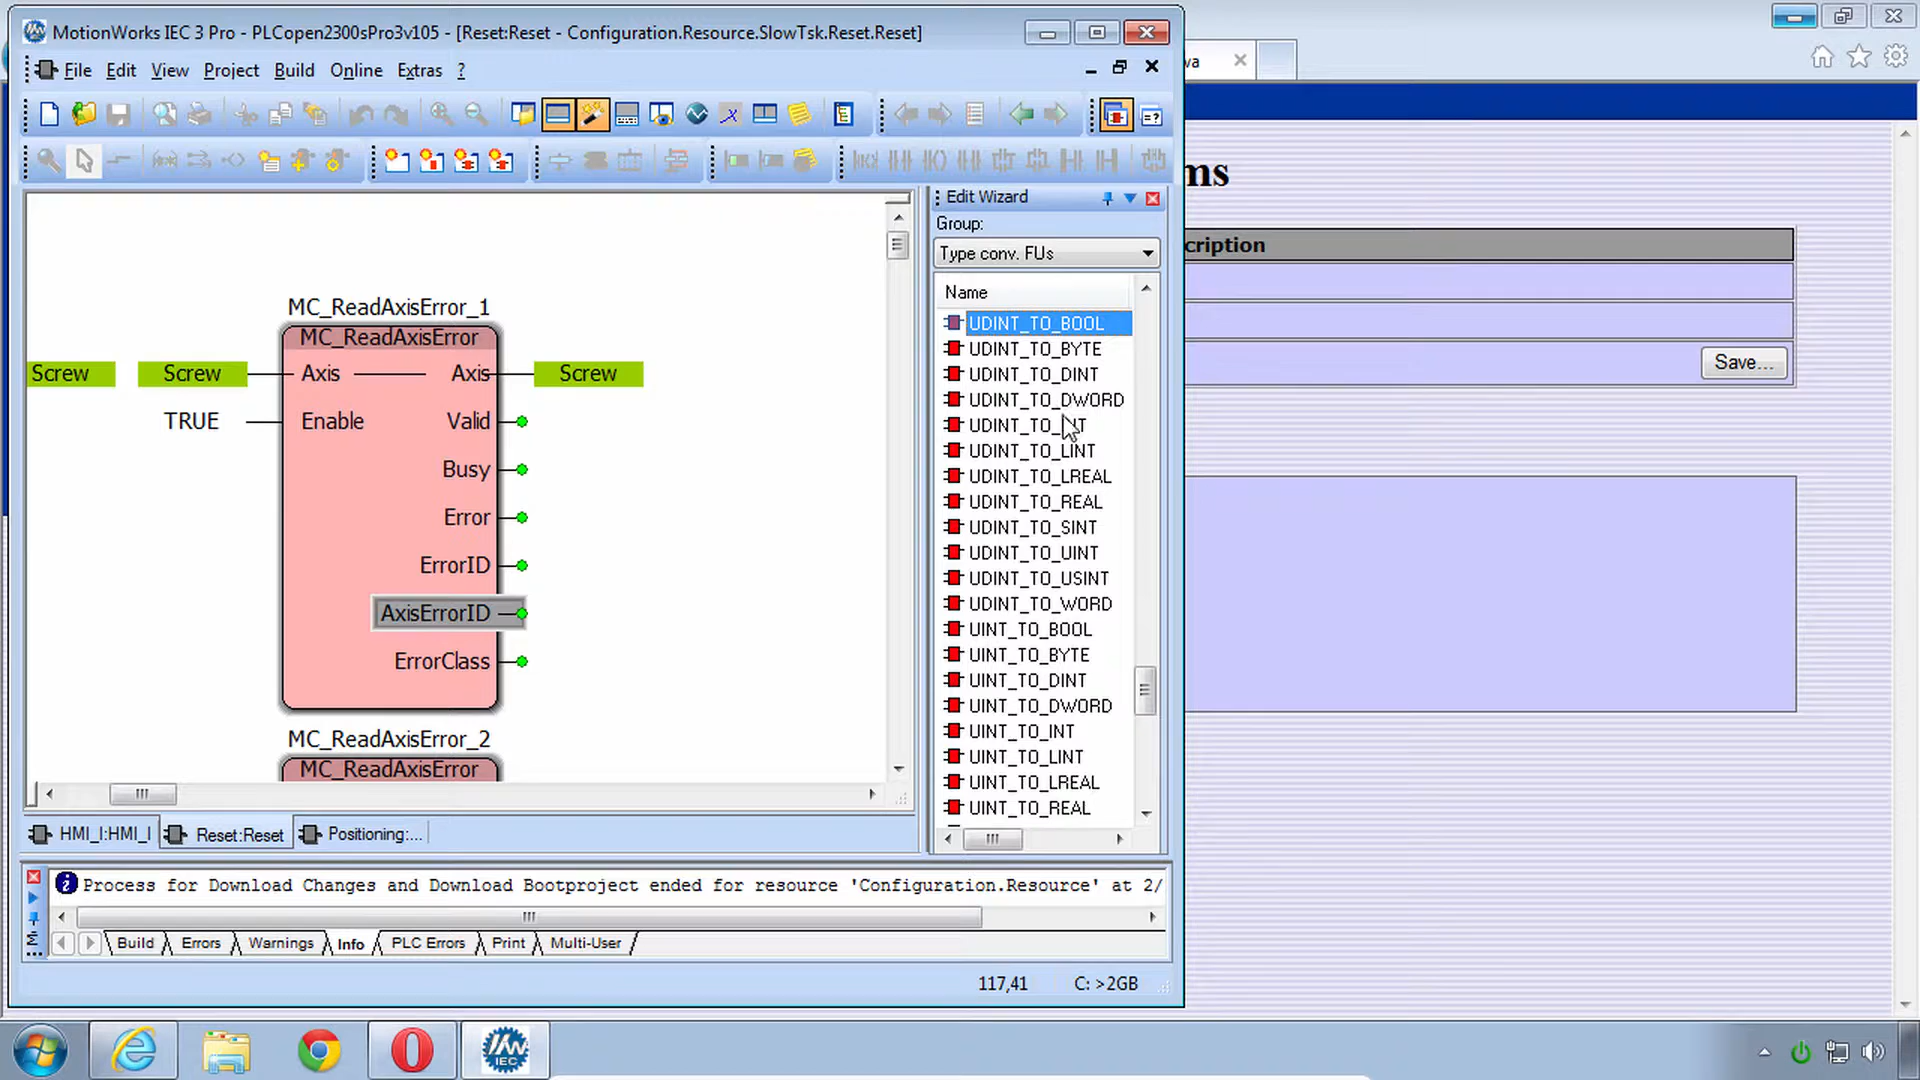 MotionWorks IEC 3 Pro - PLCopen2300sPro3v105 - [Reset:Reset - Configuration.Resource.SlowTsk.Reset.Reset]
File Edit View Project Build Online Extras ?
va
ms
cription
Save...
MC_ReadAxisError_1
MC_ReadAxisError
Screw Screw Axis Axis Screw
TRUE Enable Valid
Busy
Error
ErrorID
AxisErrorID
ErrorClass
MC_ReadAxisError_2
MC_ReadAxisError
Edit Wizard
Group:
Type conv. FUs
Name
UDINT_TO_BOOL
UDINT_TO_BYTE
UDINT_TO_DINT
UDINT_TO_DWORD
UDINT_TO_INT
UDINT_TO_LINT
UDINT_TO_LREAL
UDINT_TO_REAL
UDINT_TO_SINT
UDINT_TO_UINT
UDINT_TO_USINT
UDINT_TO_WORD
UINT_TO_BOOL
UINT_TO_BYTE
UINT_TO_DINT
UINT_TO_DWORD
UINT_TO_INT
UINT_TO_LINT
UINT_TO_LREAL
UINT_TO_REAL
HMI_I:HMI_I Reset:Reset Positioning:...
Process for Download Changes and Download Bootproject ended for resource 'Configuration.Resource' at 2/
Build Errors Warnings Info PLC Errors Print Multi-User
117,41 C: >2GB
IEC